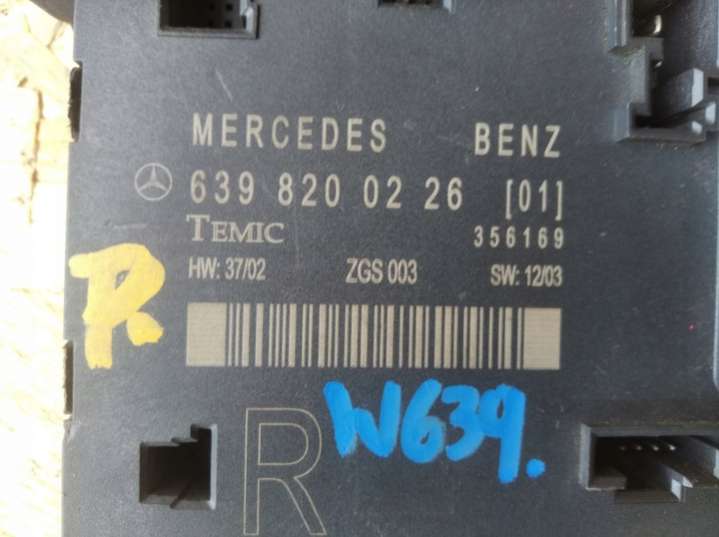 MERCEDES BENZ
639 820 02 26 [01]
TEMIC 356169
HW: 37/02 ZGS 003 SW: 12/03
R.
W639.
R